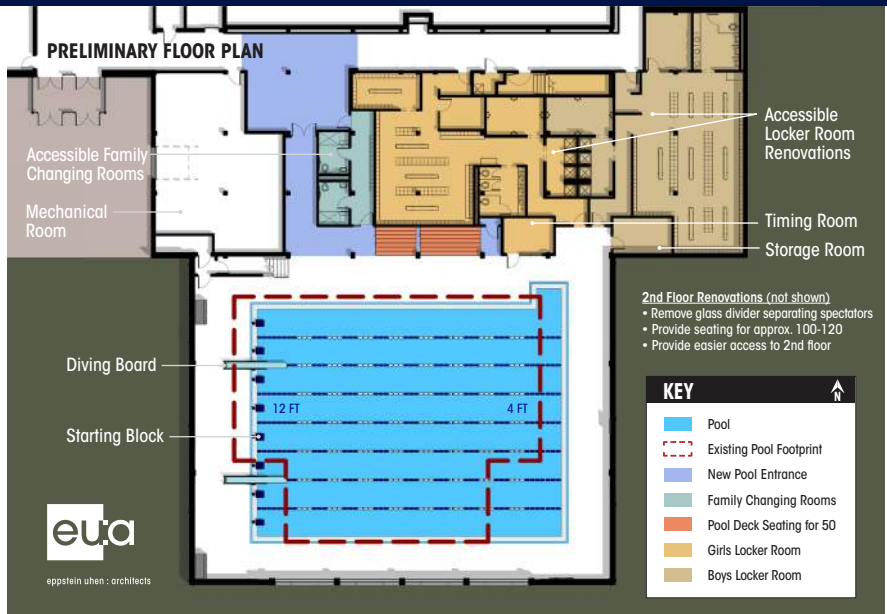 PRELIMINARY FLOOR PLAN
Accessible Family
Changing Rooms
Mechanical
Room
Accessible
Locker Room
Renovations
Timing Room
Storage Room
2nd Floor Renovations (not shown)
• Remove glass divider separating spectators
• Provide seating for approx. 100-120
• Provide easier access to 2nd floor
Diving Board
Starting Block
12 FT
4 FT
KEY
N
Pool
Existing Pool Footprint
New Pool Entrance
Family Changing Rooms
Pool Deck Seating for 50
Girls Locker Room
Boys Locker Room
eu:a
eppstein uhen : architects